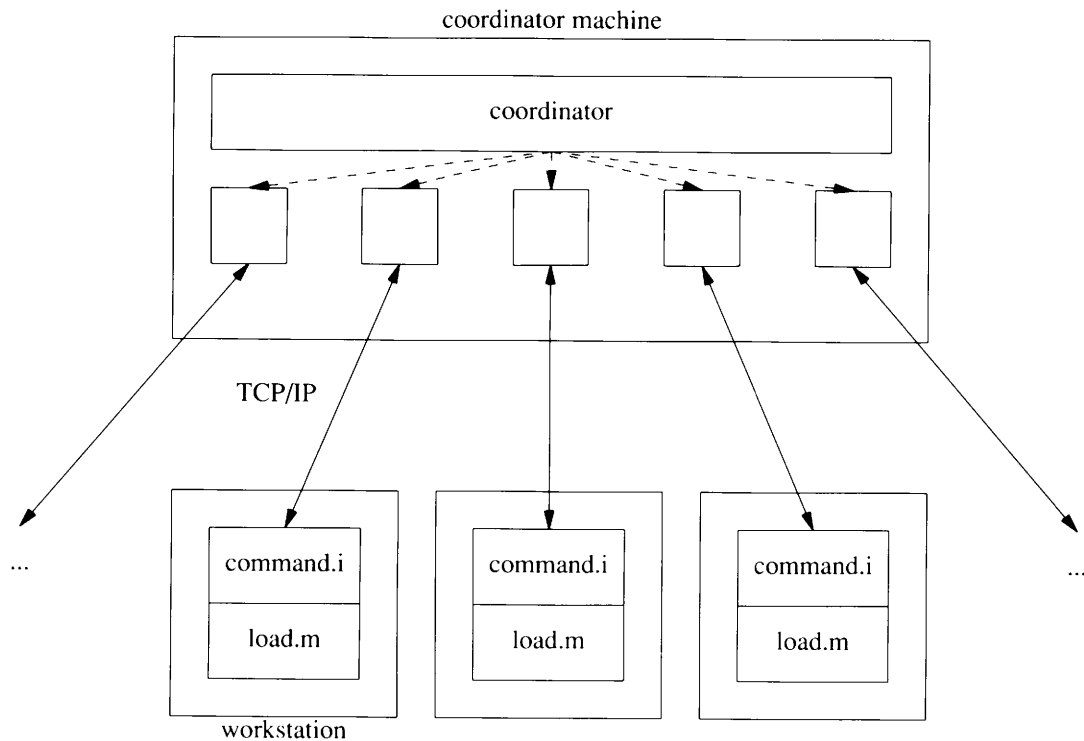 coordinator machine
coordinator
TCP/IP
... 
command.i
command.i
command.i
...
load.m
load.m
load.m
workstation